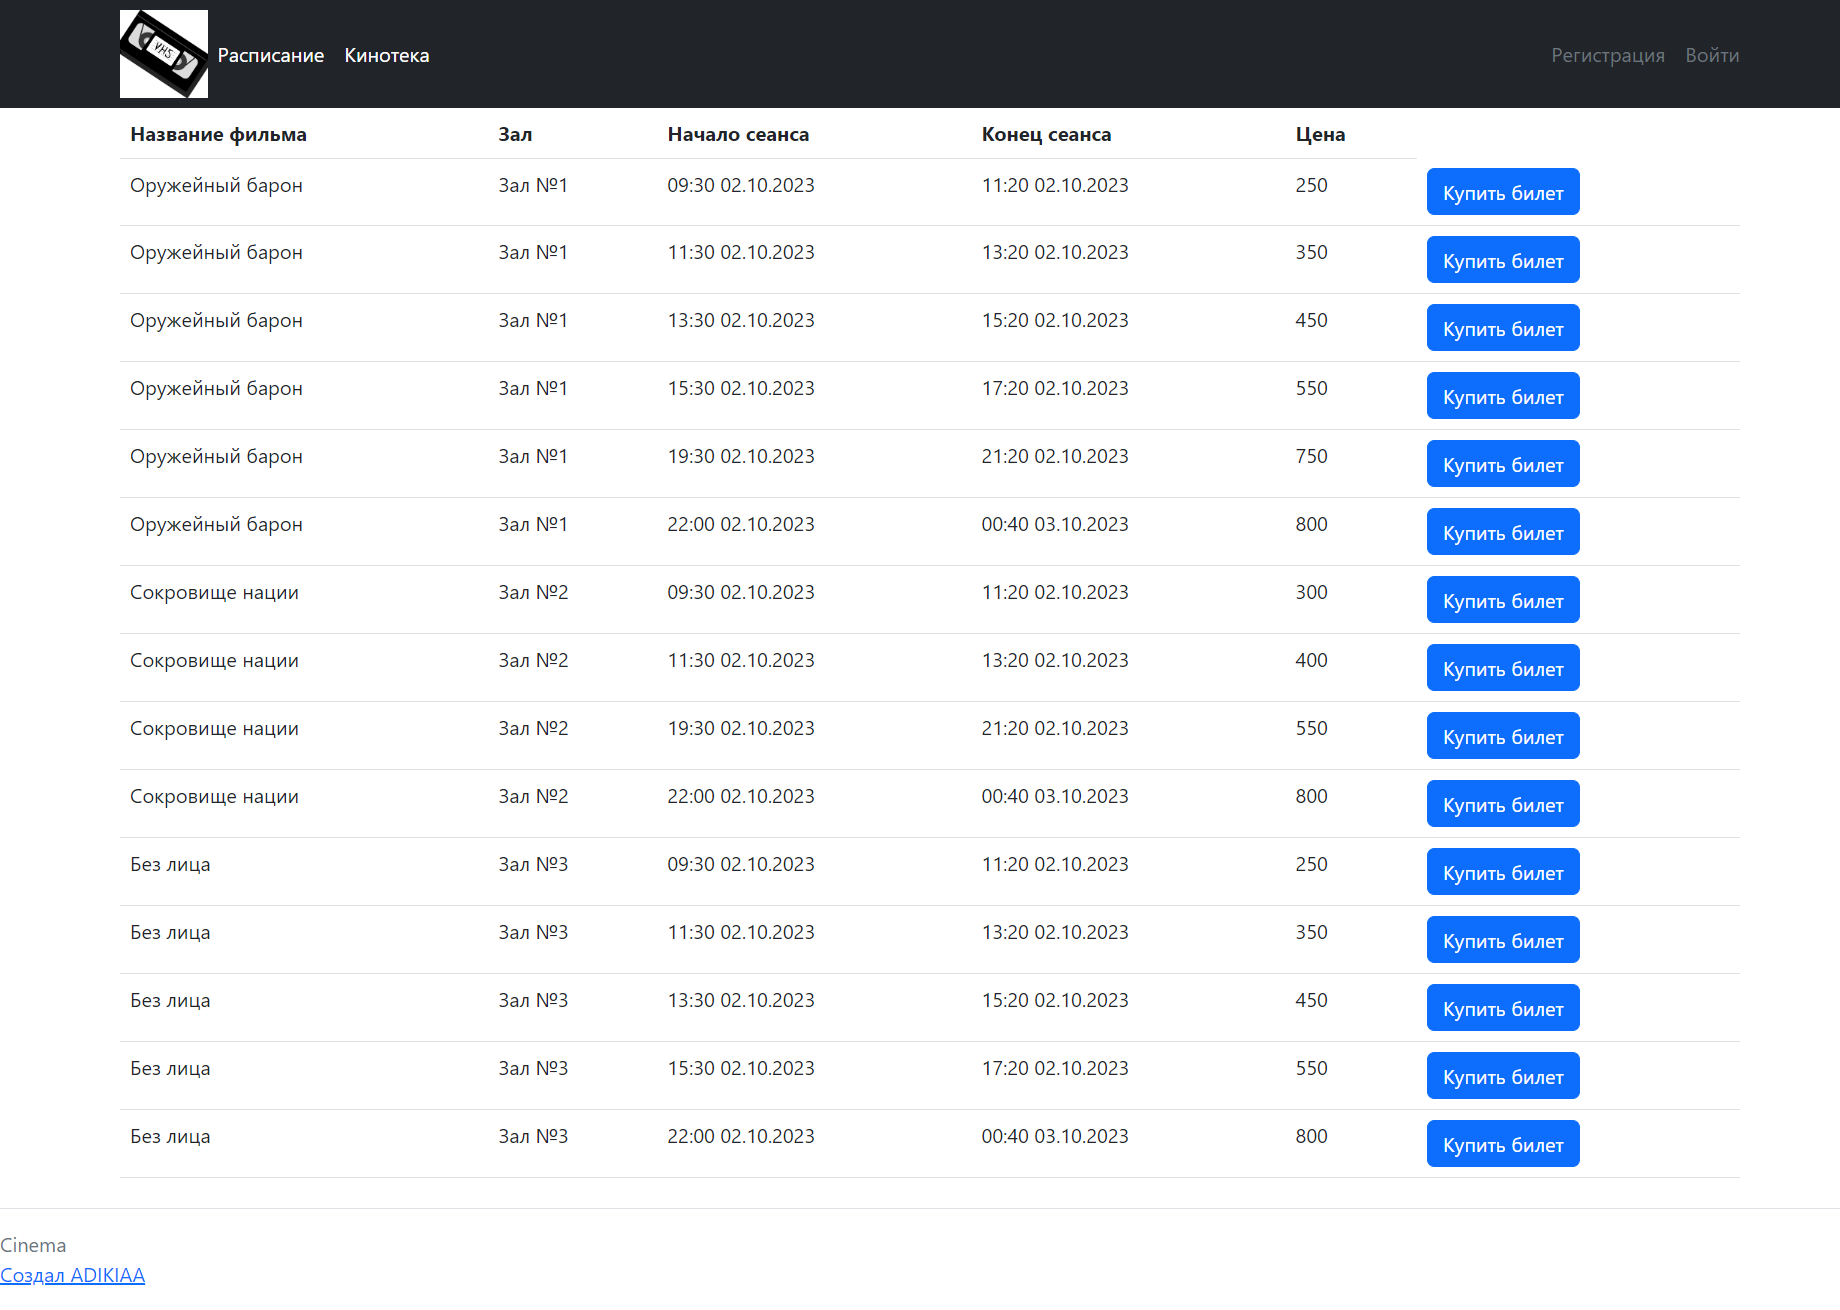 VHS
Расписание Кинотека Регистрация Войти
Название фильма Зал Начало сеанса Конец сеанса Цена
Оружейный барон Зал №1 09:30 02.10.2023 11:20 02.10.2023 250 Купить билет
Оружейный барон Зал №1 11:30 02.10.2023 13:20 02.10.2023 350 Купить билет
Оружейный барон Зал №1 13:30 02.10.2023 15:20 02.10.2023 450 Купить билет
Оружейный барон Зал №1 15:30 02.10.2023 17:20 02.10.2023 550 Купить билет
Оружейный барон Зал №1 19:30 02.10.2023 21:20 02.10.2023 750 Купить билет
Оружейный барон Зал №1 22:00 02.10.2023 00:40 03.10.2023 800 Купить билет
Сокровище нации Зал №2 09:30 02.10.2023 11:20 02.10.2023 300 Купить билет
Сокровище нации Зал №2 11:30 02.10.2023 13:20 02.10.2023 400 Купить билет
Сокровище нации Зал №2 19:30 02.10.2023 21:20 02.10.2023 550 Купить билет
Сокровище нации Зал №2 22:00 02.10.2023 00:40 03.10.2023 800 Купить билет
Без лица Зал №3 09:30 02.10.2023 11:20 02.10.2023 250 Купить билет
Без лица Зал №3 11:30 02.10.2023 13:20 02.10.2023 350 Купить билет
Без лица Зал №3 13:30 02.10.2023 15:20 02.10.2023 450 Купить билет
Без лица Зал №3 15:30 02.10.2023 17:20 02.10.2023 550 Купить билет
Без лица Зал №3 22:00 02.10.2023 00:40 03.10.2023 800 Купить билет
Cinema
Создал ADIKIAA